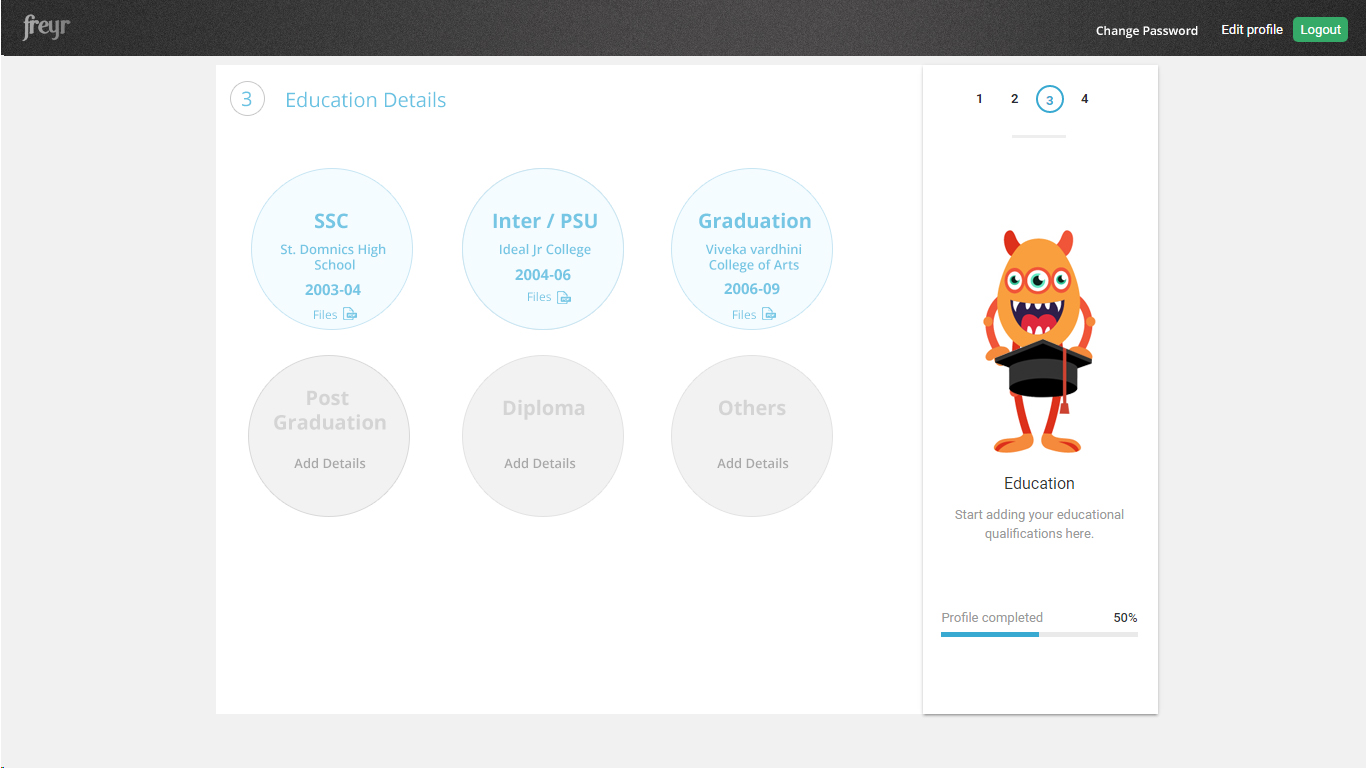 freyr
Change Password
Edit profile
Logout
3
Education Details
SSC
St. Domnics High
School
2003-04
Files
Inter / PSU
Ideal Jr College
2004-06
Files
Graduation
Viveka vardhini
College of Arts
2006-09
Files
Post
Graduation
Add Details
Diploma
Add Details
Others
Add Details
1 2 3 4
Education
Start adding your educational
qualifications here.
Profile completed 50%